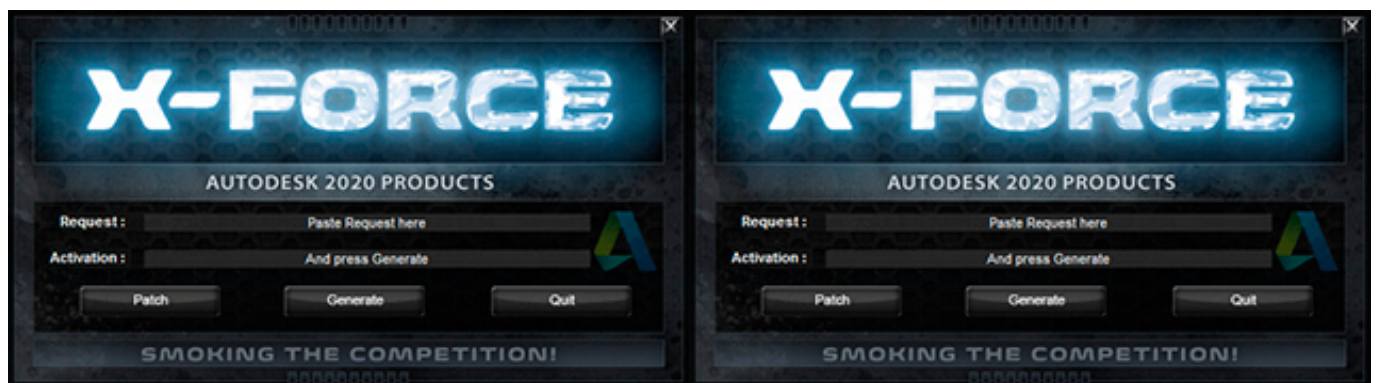 X-FORCE
AUTODESK 2020 PRODUCTS
Request :
Paste Request here
Activation :
And press Generate
Patch
Generate
Quit
SMOKING THE COMPETITION!
X-FORCE
AUTODESK 2020 PRODUCTS
Request :
Paste Request here
Activation :
And press Generate
Patch
Generate
Quit
SMOKING THE COMPETITION!